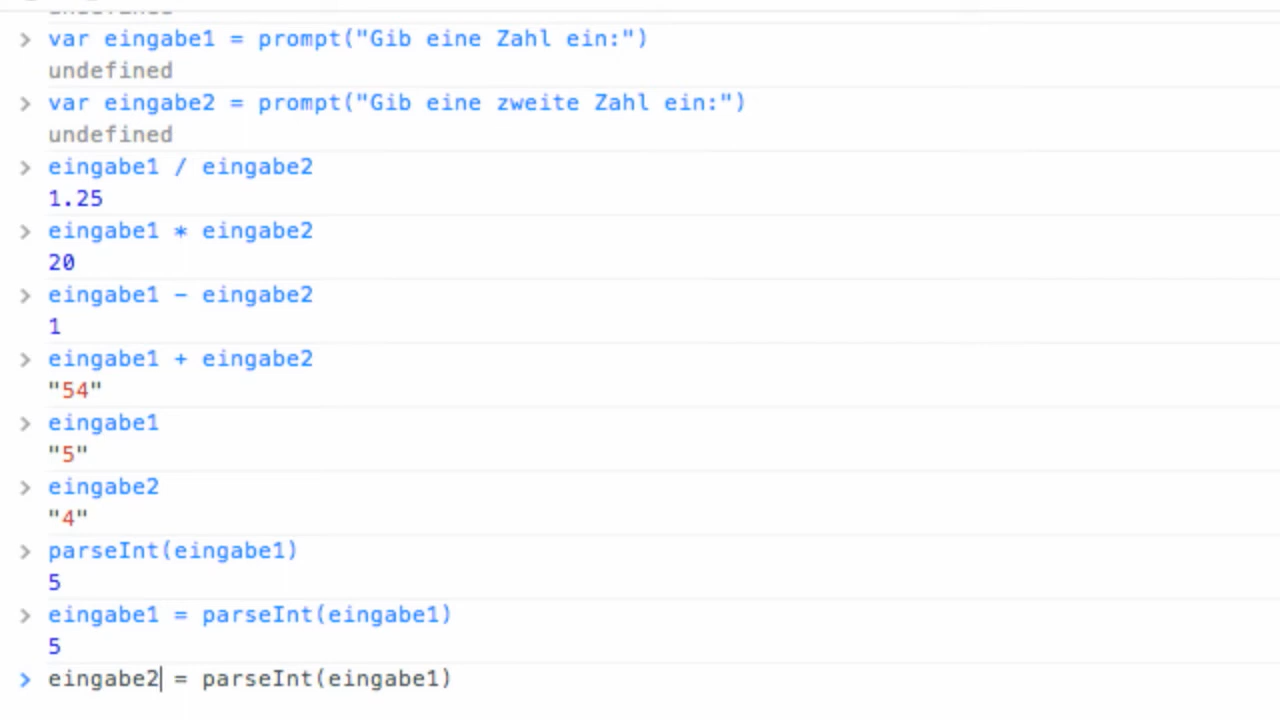 > var eingabe1 = prompt("Gib eine Zahl ein:")
undefined
> var eingabe2 = prompt("Gib eine zweite Zahl ein:")
undefined
> eingabe1 / eingabe2
1.25
> eingabe1 * eingabe2
20
> eingabe1 - eingabe2
1
> eingabe1 + eingabe2
"54"
> eingabe1
"5"
> eingabe2
"4"
> parseInt(eingabe1)
5
> eingabe1 = parseInt(eingabe1)
5
> eingabe2 = parseInt(eingabe1)